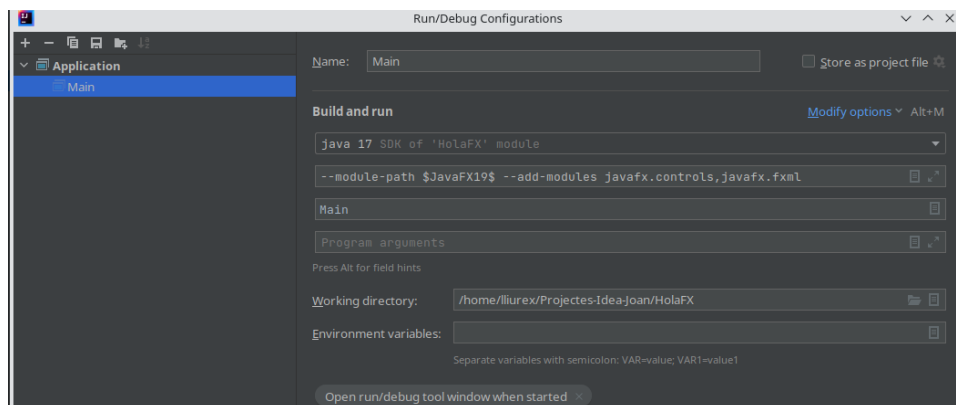 Run/Debug Configurations
Application
Main
Name: Main
Store as project file
Build and run
Modify options Alt+M
java 17 SDK of 'HolaFX' module
--module-path $JavaFX19$ --add-modules javafx.controls,javafx.fxml
Main
Program arguments
Press Alt for field hints
Working directory: /home/lliurex/Projectes-Idea-Joan/HolaFX
Environment variables:
Separate variables with semicolon: VAR=value; VAR1=value1
Open run/debug tool window when started